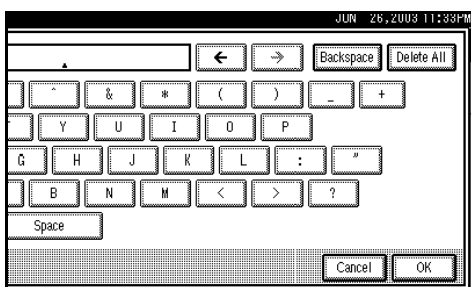 JUN 26,2003 11:33PM
← → Backspace Delete All
^ & * ( ) _ +
Y U I O P
G H J K L : "
B N M < > ?
Space
Cancel OK